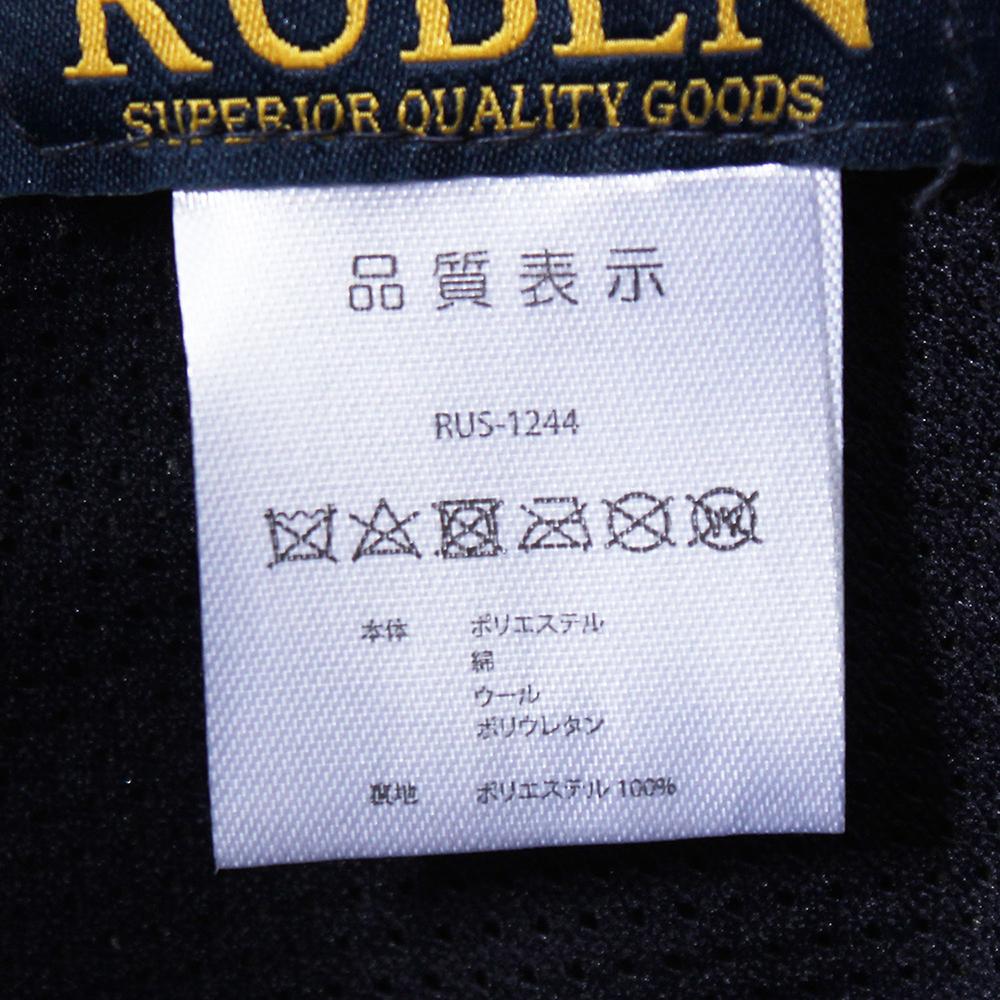 RUBEN
SUPERIOR QUALITY GOODS
品質表示
RUS-1244
W
本体 ポリエステル
綿
ウール
ポリウレタン
裏地 ポリエステル 100%